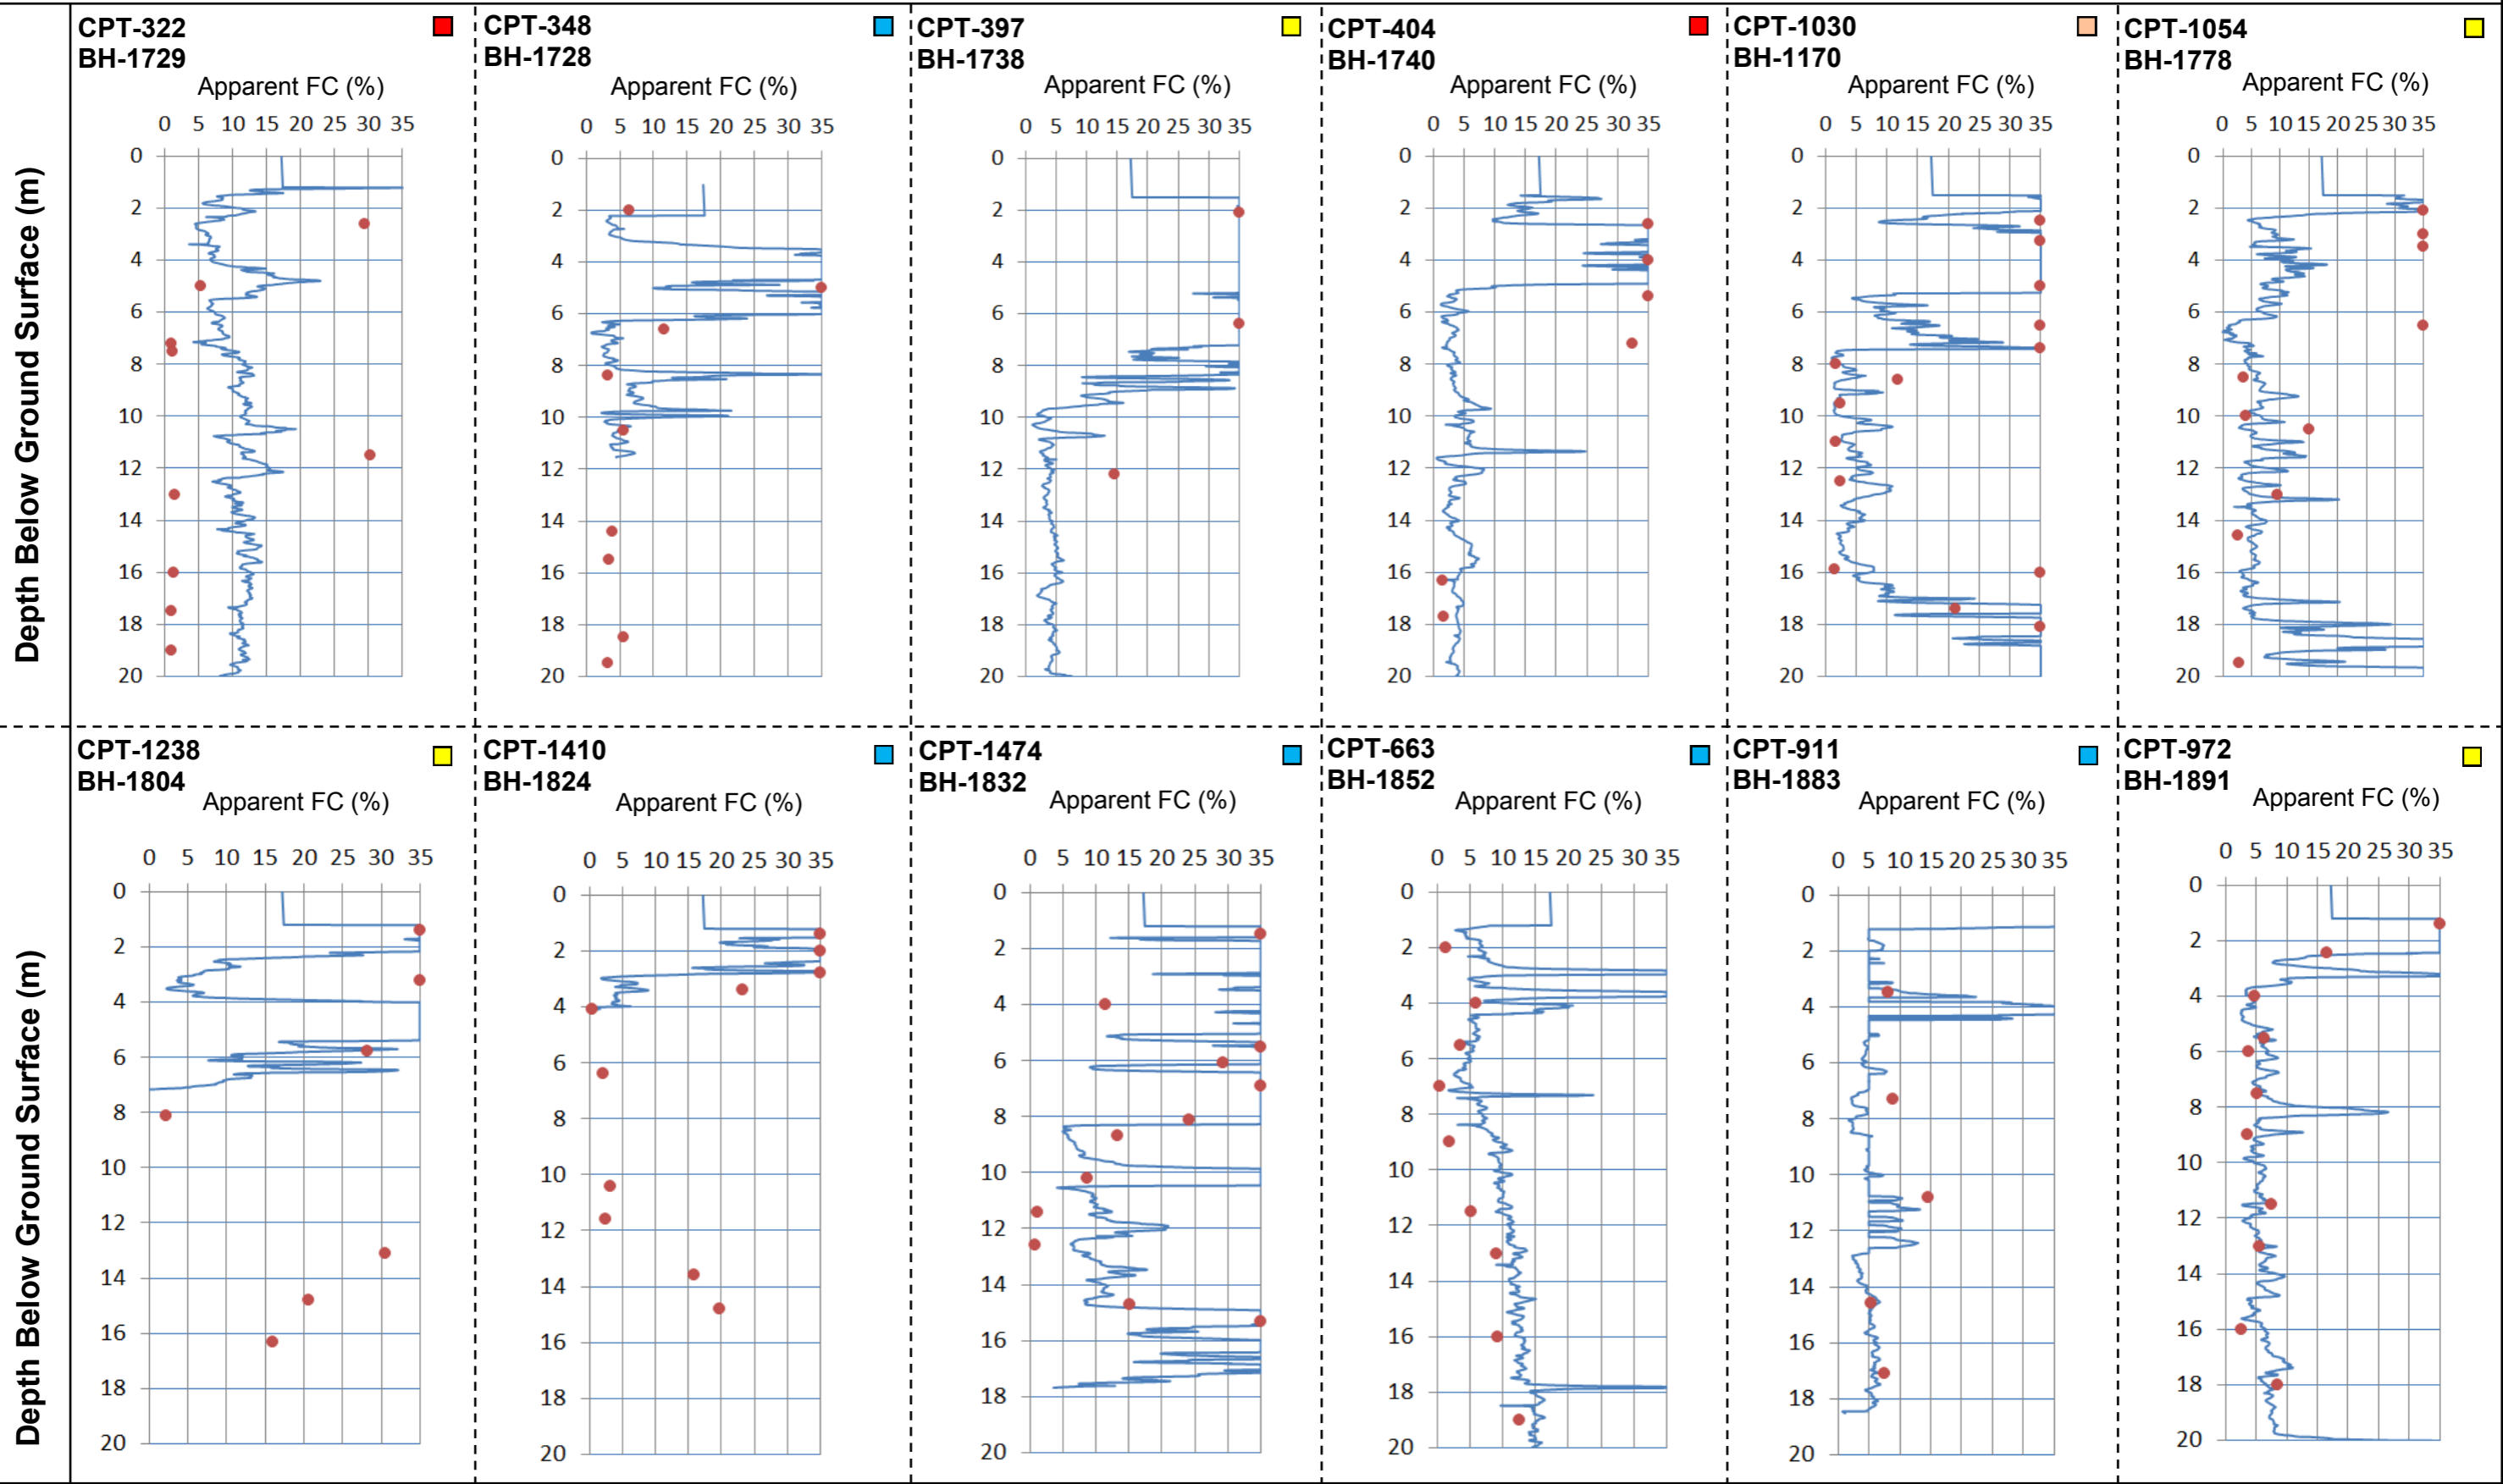 Depth Below Ground Surface (m)
CPT-322
BH-1729
Apparent FC (%)
0 5 10 15 20 25 30 35
0
2
4
6
8
10
12
14
16
18
20
CPT-348
BH-1728
Apparent FC (%)
0 5 10 15 20 25 30 35
0
2
4
6
8
10
12
14
16
18
20
CPT-397
BH-1738
Apparent FC (%)
0 5 10 15 20 25 30 35
0
2
4
6
8
10
12
14
16
18
20
CPT-404
BH-1740
Apparent FC (%)
0 5 10 15 20 25 30 35
0
2
4
6
8
10
12
14
16
18
20
CPT-1030
BH-1170
Apparent FC (%)
0 5 10 15 20 25 30 35
0
2
4
6
8
10
12
14
16
18
20
CPT-1054
BH-1778
Apparent FC (%)
0 5 10 15 20 25 30 35
0
2
4
6
8
10
12
14
16
18
20
Depth Below Ground Surface (m)
CPT-1238
BH-1804
Apparent FC (%)
0 5 10 15 20 25 30 35
0
2
4
6
8
10
12
14
16
18
20
CPT-1410
BH-1824
Apparent FC (%)
0 5 10 15 20 25 30 35
0
2
4
6
8
10
12
14
16
18
20
CPT-1474
BH-1832
Apparent FC (%)
0 5 10 15 20 25 30 35
0
2
4
6
8
10
12
14
16
18
20
CPT-663
BH-1852
Apparent FC (%)
0 5 10 15 20 25 30 35
0
2
4
6
8
10
12
14
16
18
20
CPT-911
BH-1883
Apparent FC (%)
0 5 10 15 20 25 30 35
0
2
4
6
8
10
12
14
16
18
20
CPT-972
BH-1891
Apparent FC (%)
0 5 10 15 20 25 30 35
0
2
4
6
8
10
12
14
16
18
20